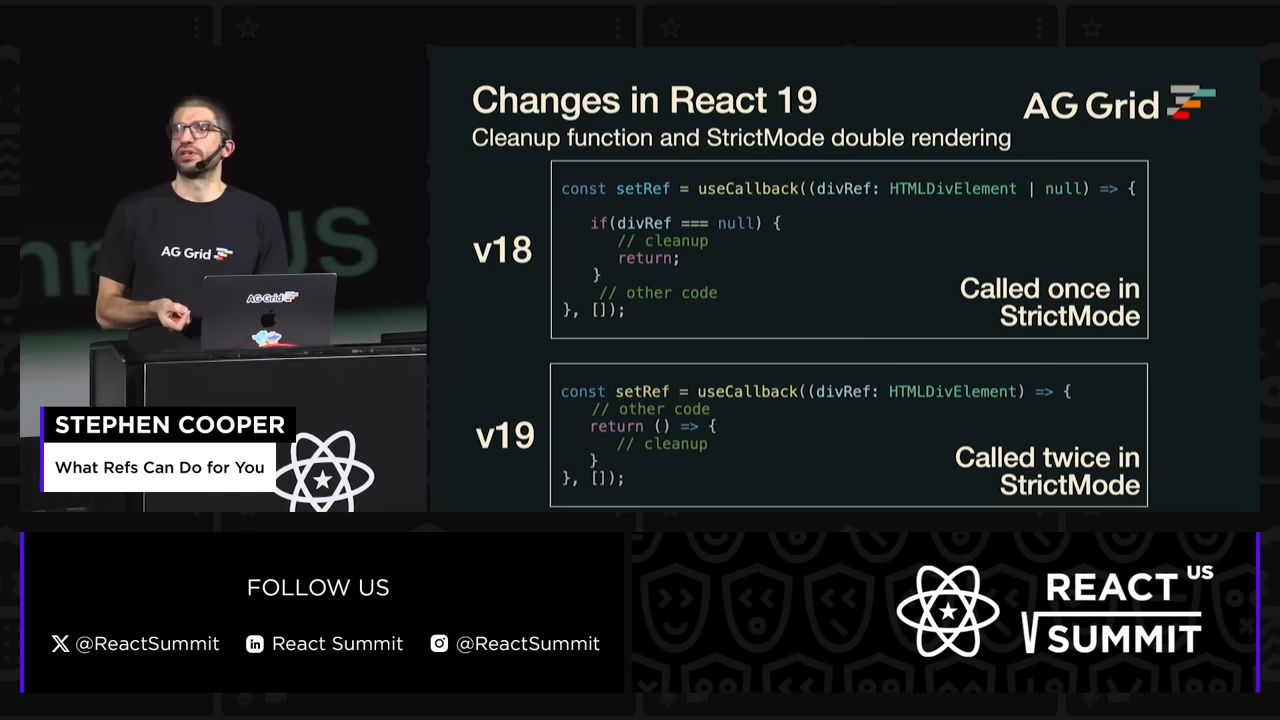 Changes in React 19
Cleanup function and StrictMode double rendering
AG Grid
v18
const setRef = useCallback((divRef: HTMLDivElement | null) => {
if(divRef === null) {
// cleanup
return;
}
// other code
}, []);
Called once in
StrictMode
v19
const setRef = useCallback((divRef: HTMLDivElement) => {
// other code
return () => {
// cleanup
}
}, []);
Called twice in
StrictMode
US
AG Grid
AG Grid
STEPHEN COOPER
What Refs Can Do for You
FOLLOW US
@ReactSummit
React Summit
@ReactSummit
REACT US
SUMMIT